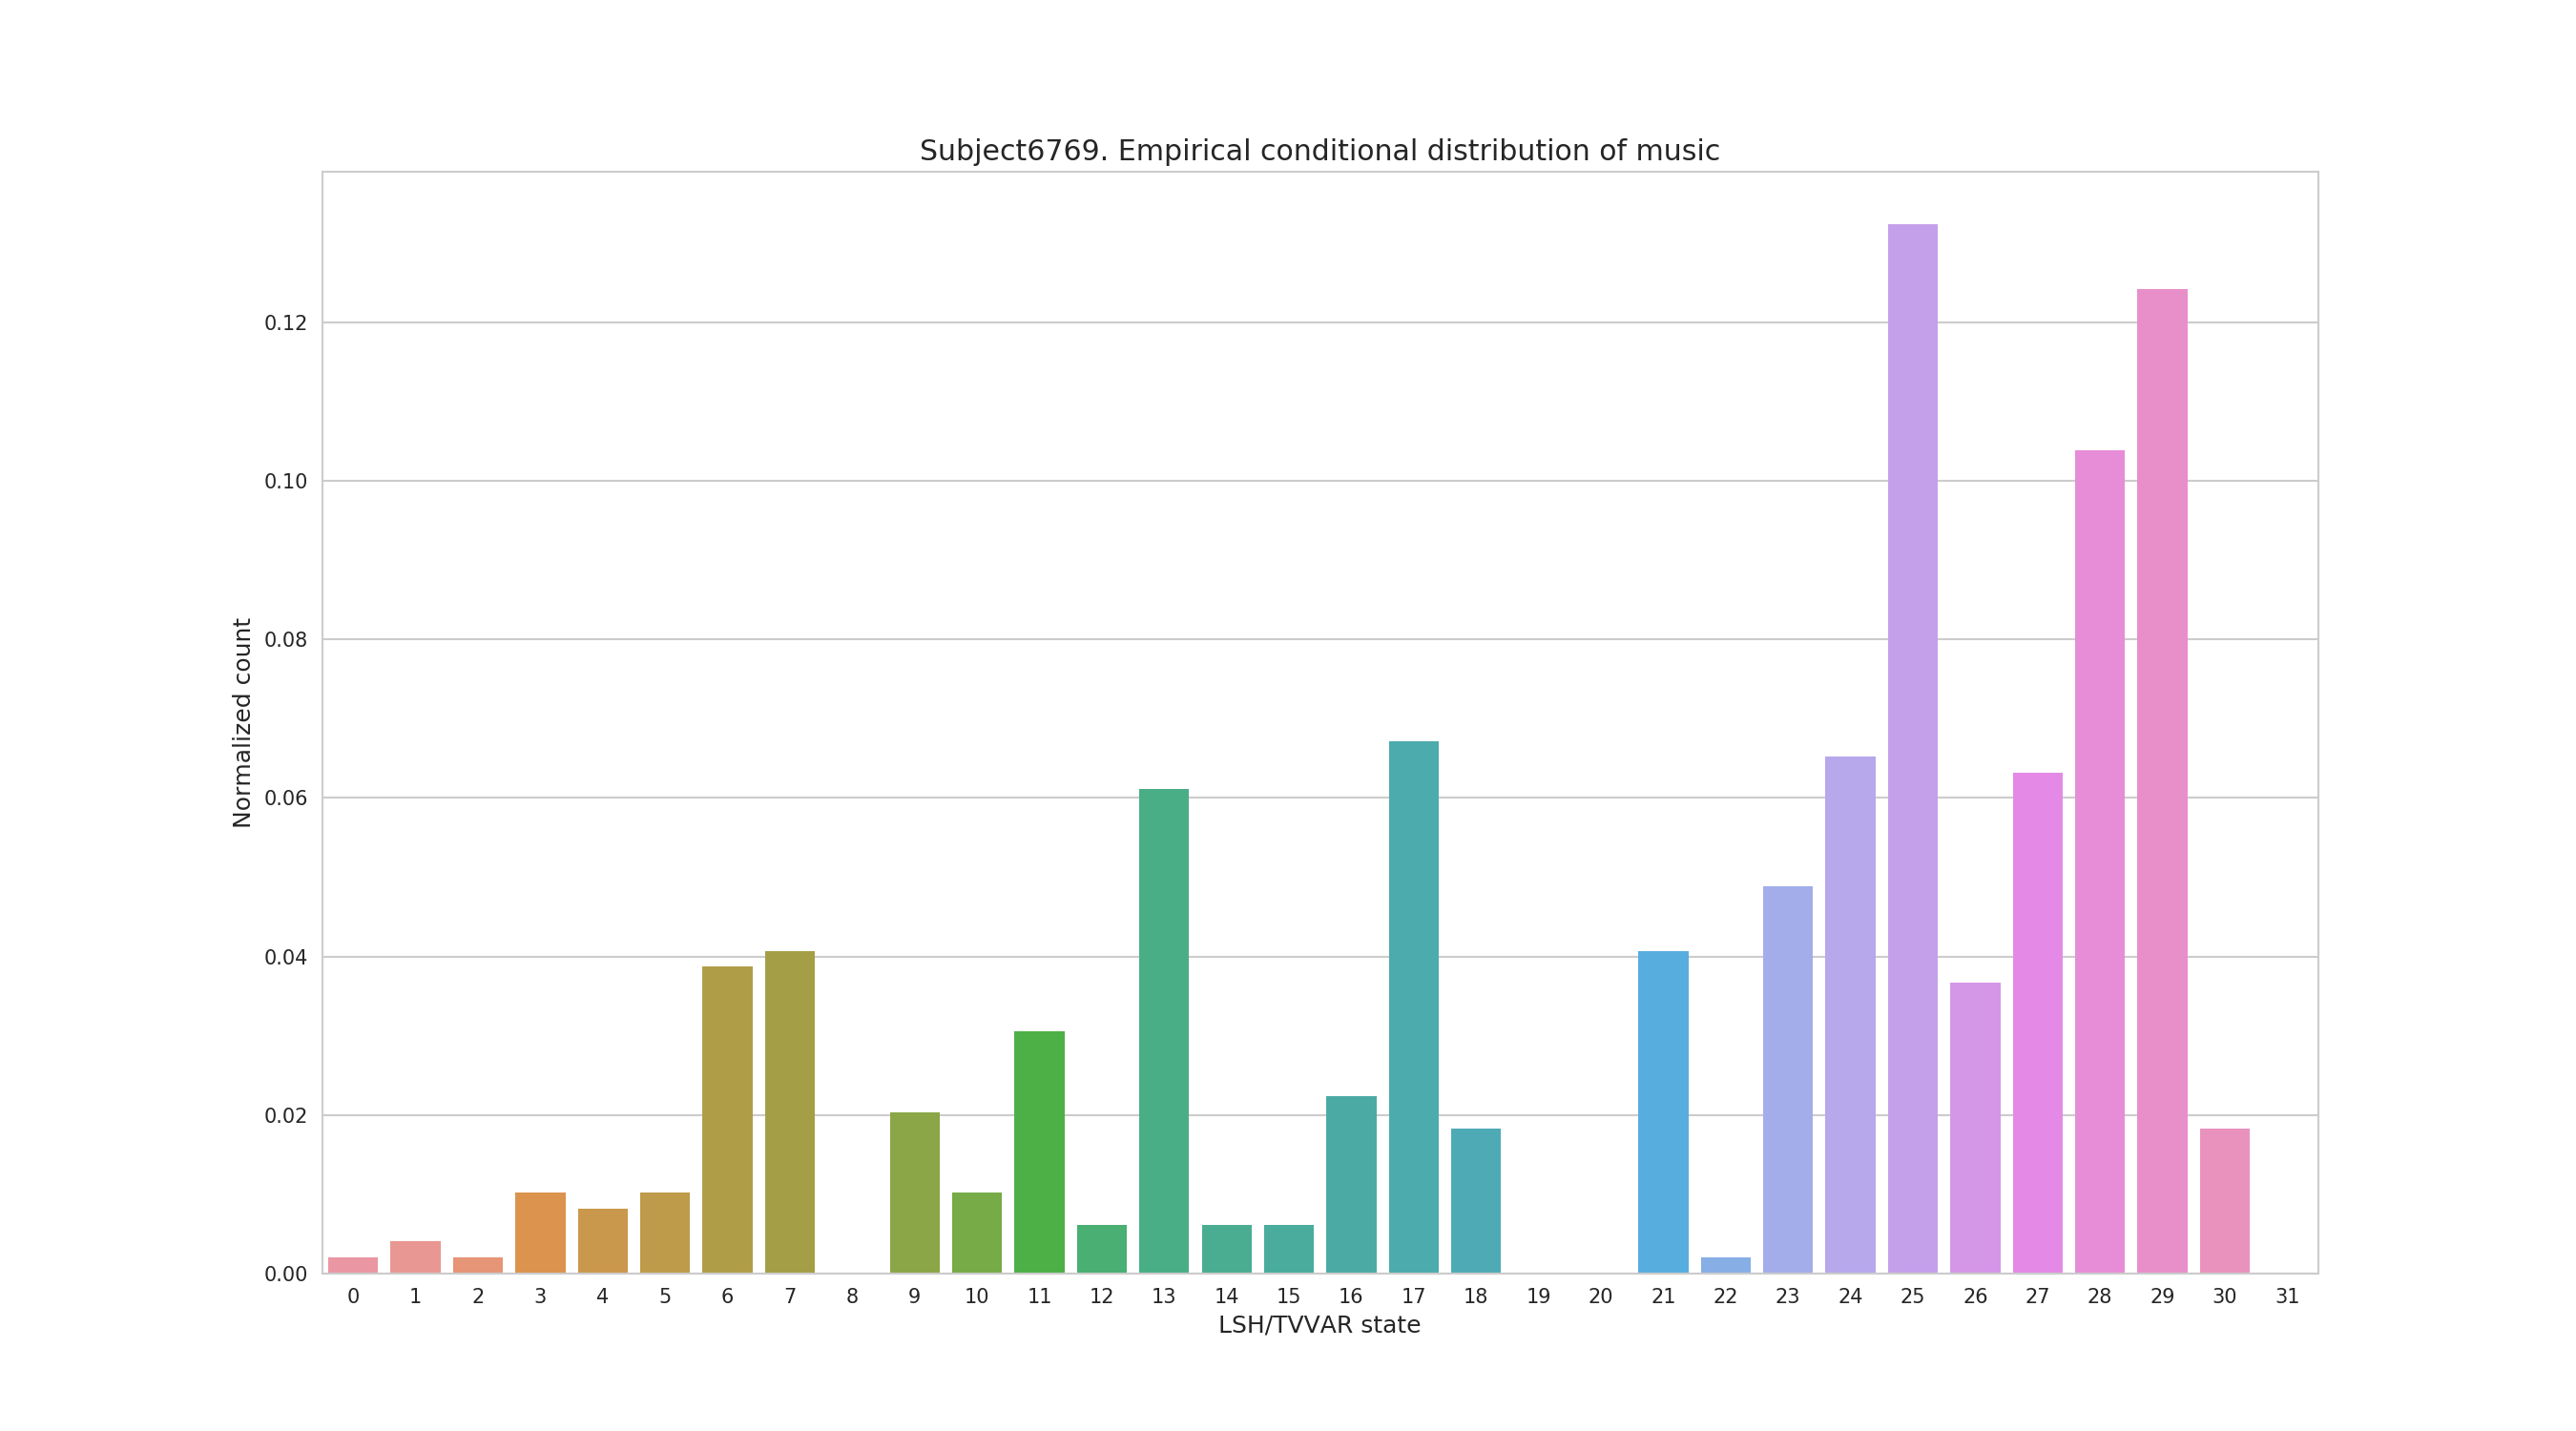 Subject6769. Empirical conditional distribution of music
Normalized count
0.12
0.10
0.08
0.06
0.04
0.02
0.00
0 1 2 3 4 5 6 7 8 9 10 11 12 13 14 15 16 17 18 19 20 21 22 23 24 25 26 27 28 29 30 31
LSH/TVVAR state